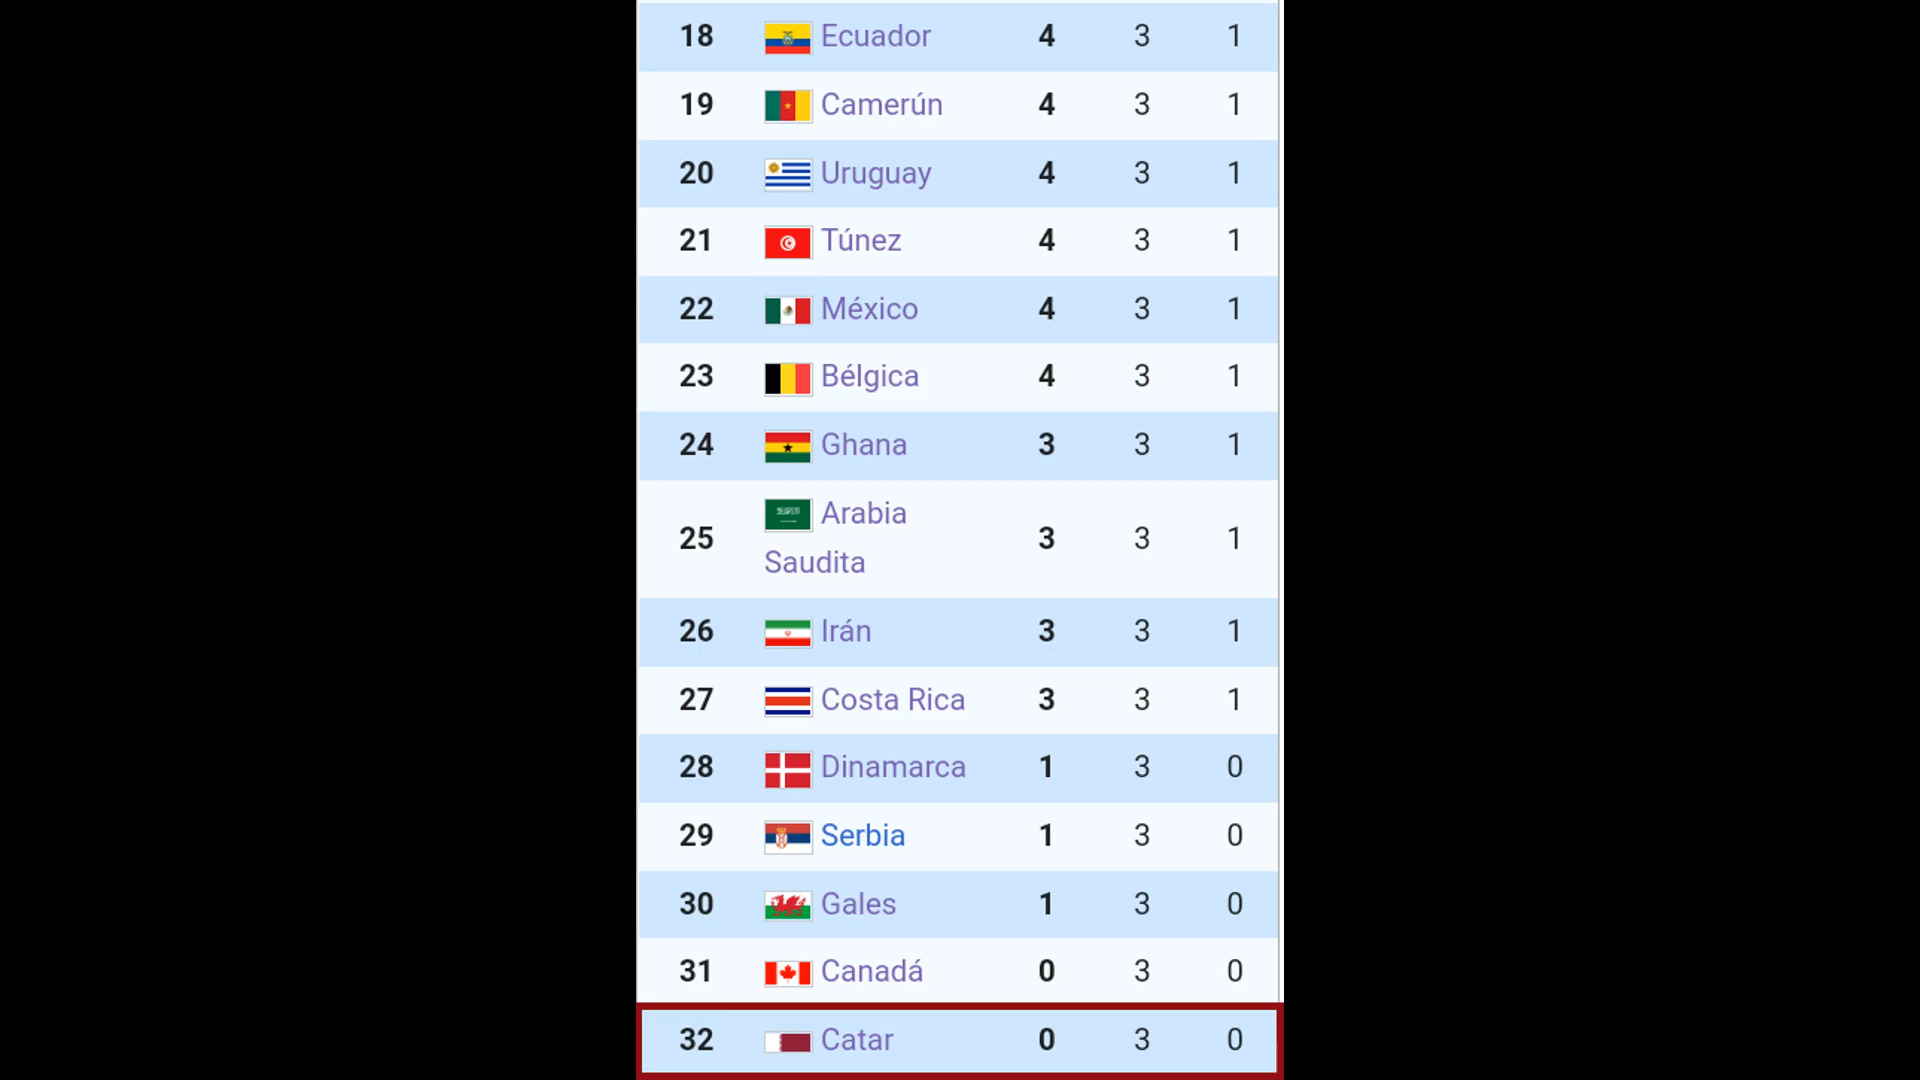 18 Ecuador 4 3 1
19 Camerún 4 3 1
20 Uruguay 4 3 1
21 Túnez 4 3 1
22 México 4 3 1
23 Bélgica 4 3 1
24 Ghana 3 3 1
25 Arabia Saudita 3 3 1
26 Irán 3 3 1
27 Costa Rica 3 3 1
28 Dinamarca 1 3 0
29 Serbia 1 3 0
30 Gales 1 3 0
31 Canadá 0 3 0
32 Catar 0 3 0